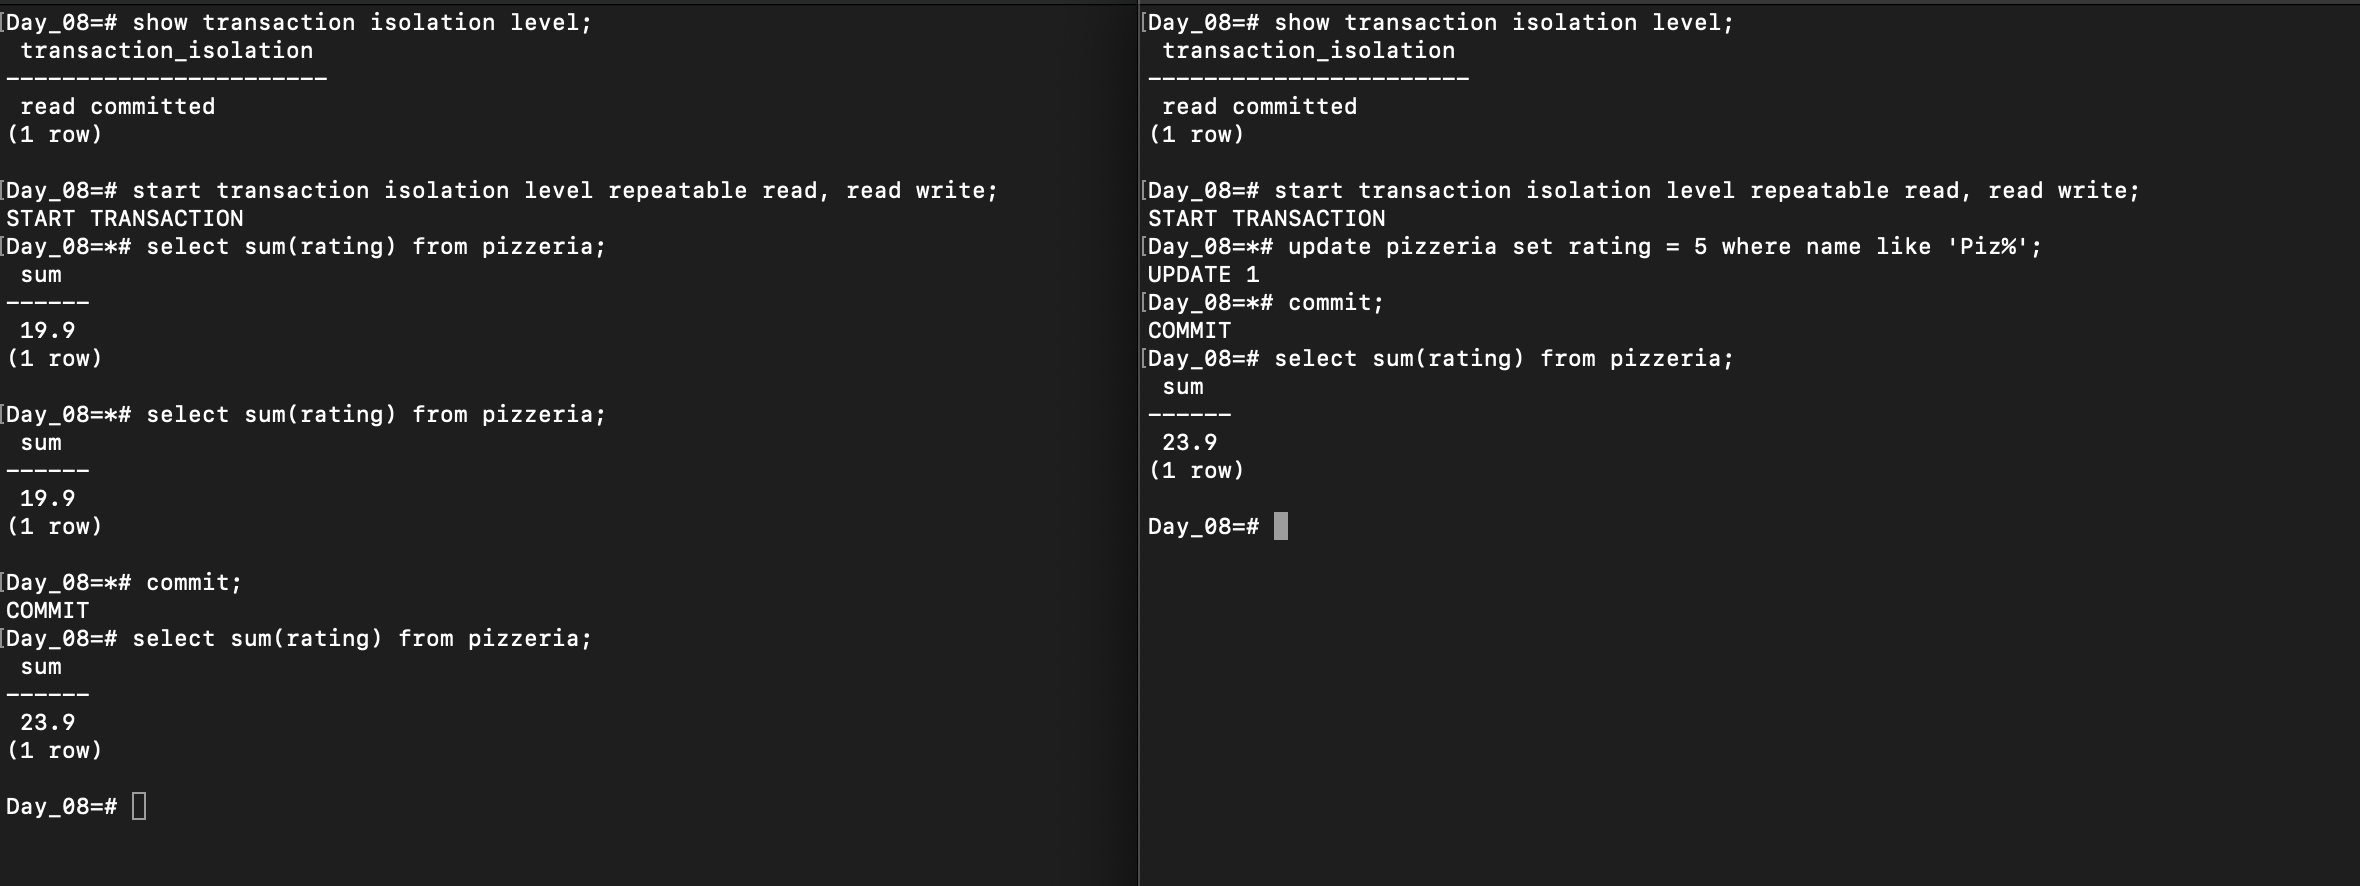 Day_08=# show transaction isolation level;
 transaction_isolation
-----------------------
 read committed
(1 row)

Day_08=# start transaction isolation level repeatable read, read write;
START TRANSACTION
Day_08=*# select sum(rating) from pizzeria;
 sum
------
 19.9
(1 row)

Day_08=*# select sum(rating) from pizzeria;
 sum
------
 19.9
(1 row)

Day_08=*# commit;
COMMIT
Day_08=# select sum(rating) from pizzeria;
 sum
------
 23.9
(1 row)

Day_08=#
Day_08=# show transaction isolation level;
 transaction_isolation
-----------------------
 read committed
(1 row)

Day_08=# start transaction isolation level repeatable read, read write;
START TRANSACTION
Day_08=*# update pizzeria set rating = 5 where name like 'Piz%';
UPDATE 1
Day_08=*# commit;
COMMIT
Day_08=# select sum(rating) from pizzeria;
 sum
------
 23.9
(1 row)

Day_08=#